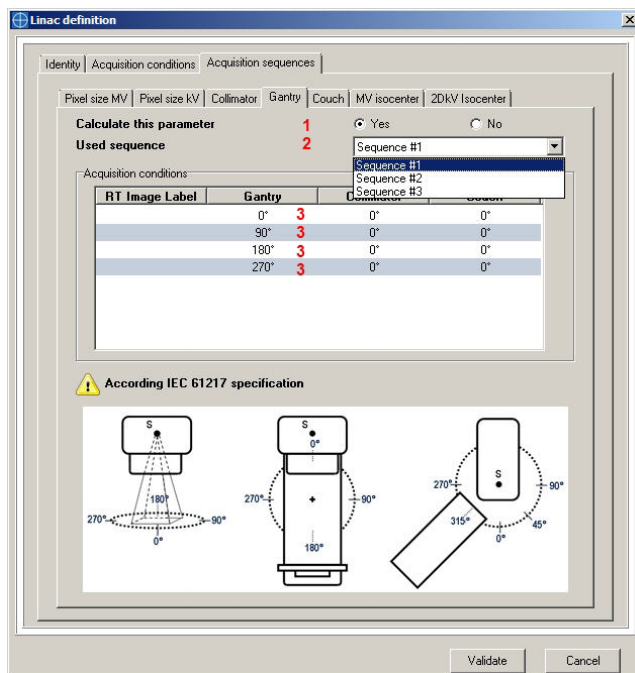 Linac definition
Identity Acquisition conditions Acquisition sequences
Pixel size MV Pixel size kV Collimator Gantry Couch MV isocenter 2DkV Isocenter
Calculate this parameter 1 Yes No
Used sequence 2 Sequence #1
Sequence #1
Sequence #2
Sequence #3
Acquisition conditions
RT Image Label Gantry
0° 3 0° 0°
90° 3 0° 0°
180° 3 0° 0°
270° 3 0° 0°
According IEC 61217 specification
S S
0° S
270° 90°
180° 270° 90°
270° 90° 315° 45°
0° 0°
180°
Validate Cancel